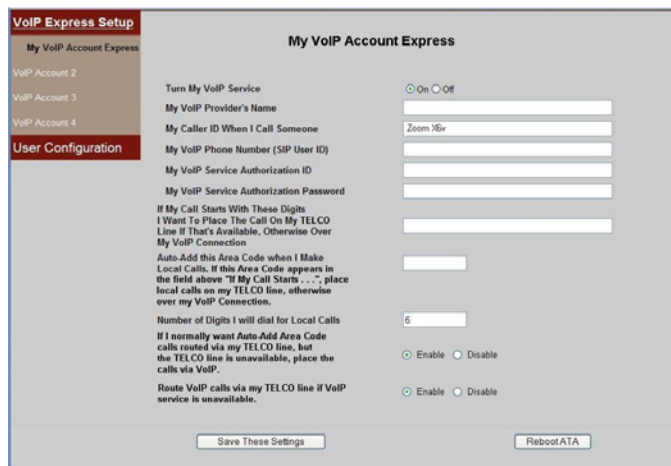 VoIP Express Setup
My VoIP Account Express
VoIP Account 2
VoIP Account 3
VoIP Account 4
User Configuration
My VoIP Account Express
Turn My VoIP Service
On Off
My VoIP Provider's Name
My Caller ID When I Call Someone
Zoom X6v
My VoIP Phone Number (SIP User ID)
My VoIP Service Authorization ID
My VoIP Service Authorization Password
If My Call Starts With These Digits
I Want To Place The Call On My TELCO
Line If That's Available, Otherwise Over
My VoIP Connection
Auto-Add this Area Code when I Make
Local Calls. If this Area Code appears in
the field above "If My Call Starts . . .", place
local calls on my TELCO line, otherwise
over my VoIP Connection.
Number of Digits I will dial for Local Calls
6
If I normally want Auto-Add Area Code
calls routed via my TELCO line, but
the TELCO line is unavailable, place the
calls via VoIP.
Enable Disable
Route VoIP calls via my TELCO line if VoIP
service is unavailable.
Enable Disable
Save These Settings
Reboot ATA